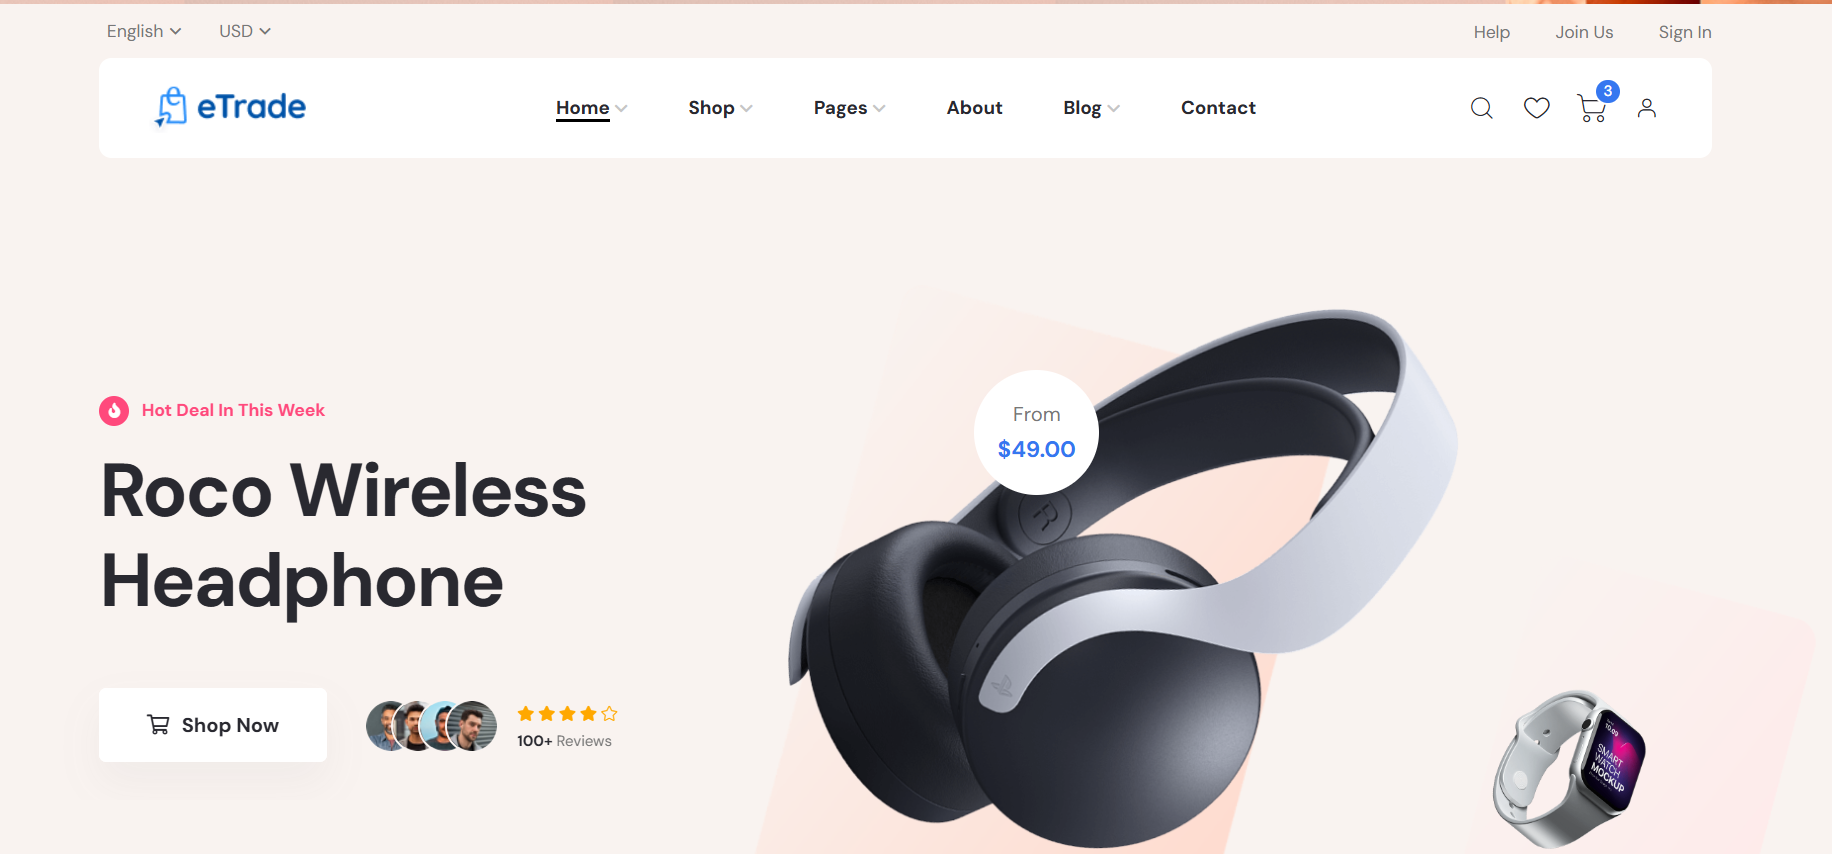 English
USD
Help
Join Us
Sign In
eTrade
Home
Shop
Pages
About
Blog
Contact
3
Hot Deal In This Week
Roco Wireless
Headphone
From
$49.00
Shop Now
100+ Reviews
10:09
SMART
WATCH
MOCKUP